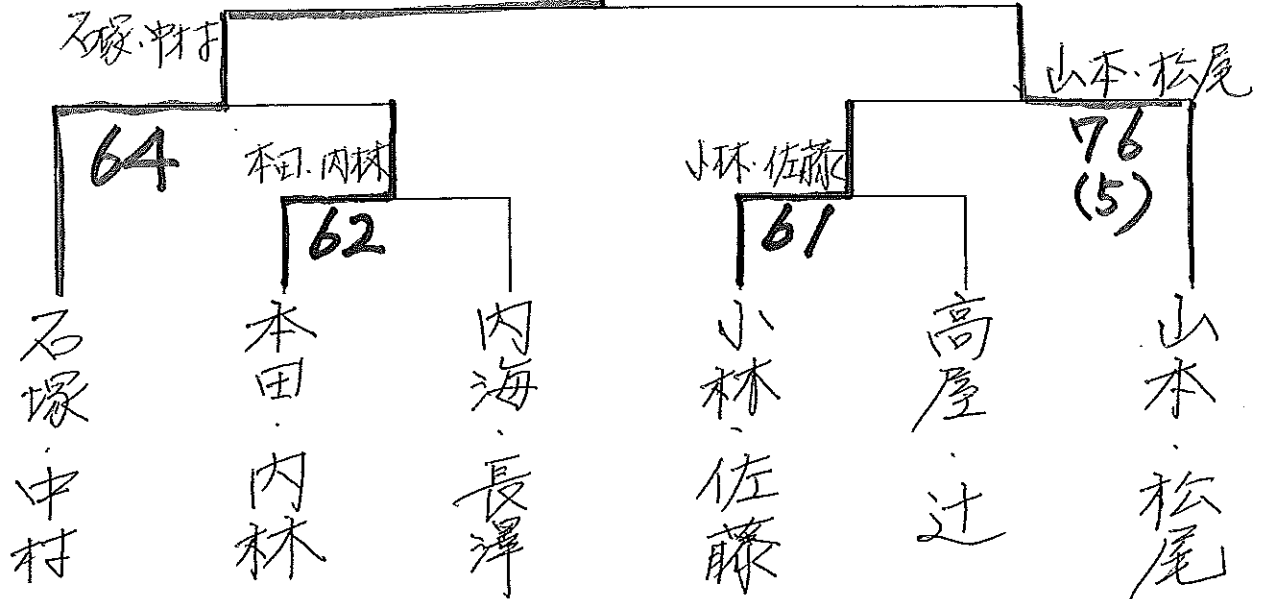 石塚・中村
山本・松尾
64
本田・内林
小林・佐藤
76
(5)
62
61
石塚・中村
本田・内林
内海・長澤
小林・佐藤
高屋・辻
山本・松尾